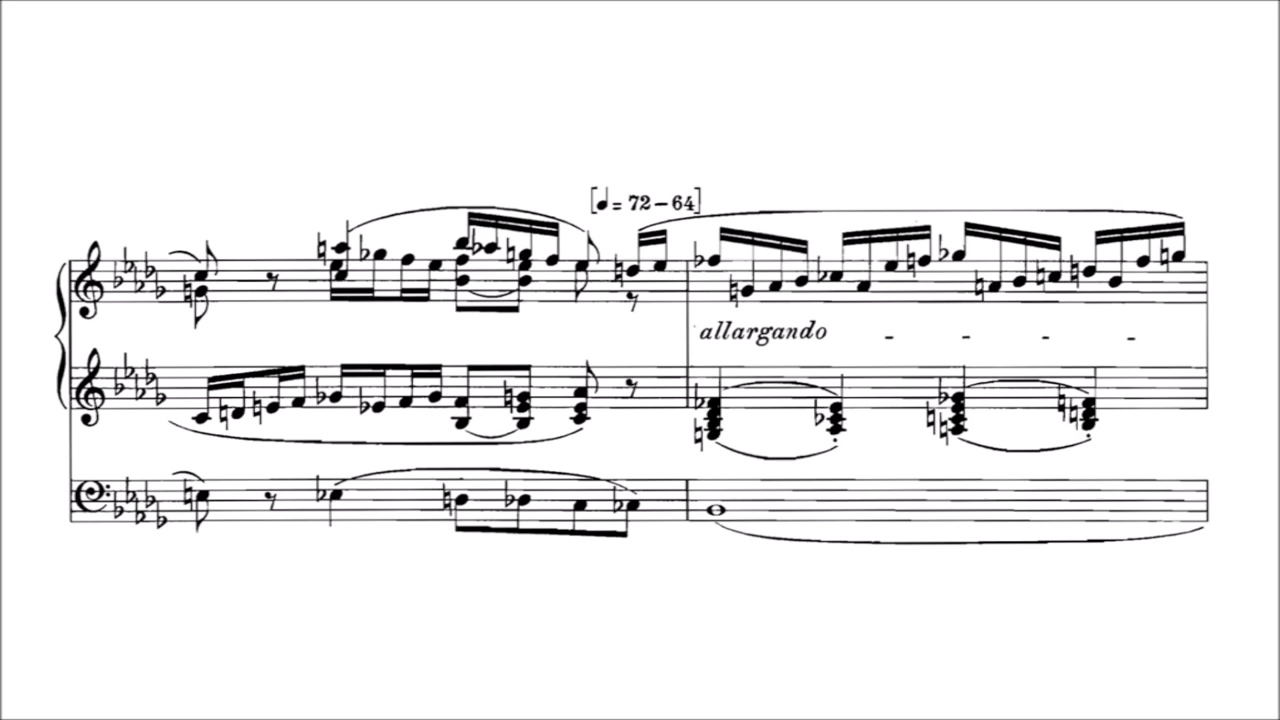 [♩ = 72 – 64]
allargando - - - -